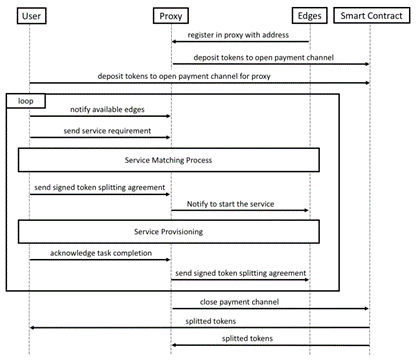 User Proxy Edges Smart Contract
register in proxy with address
deposit tokens to open payment channel
deposit tokens to open payment channel for proxy
loop
notify available edges
send service requirement
Service Matching Process
send signed token splitting agreement
Notify to start the service
Service Provisioning
acknowledge task completion
send signed token splitting agreement
close payment channel
splitted tokens
splitted tokens